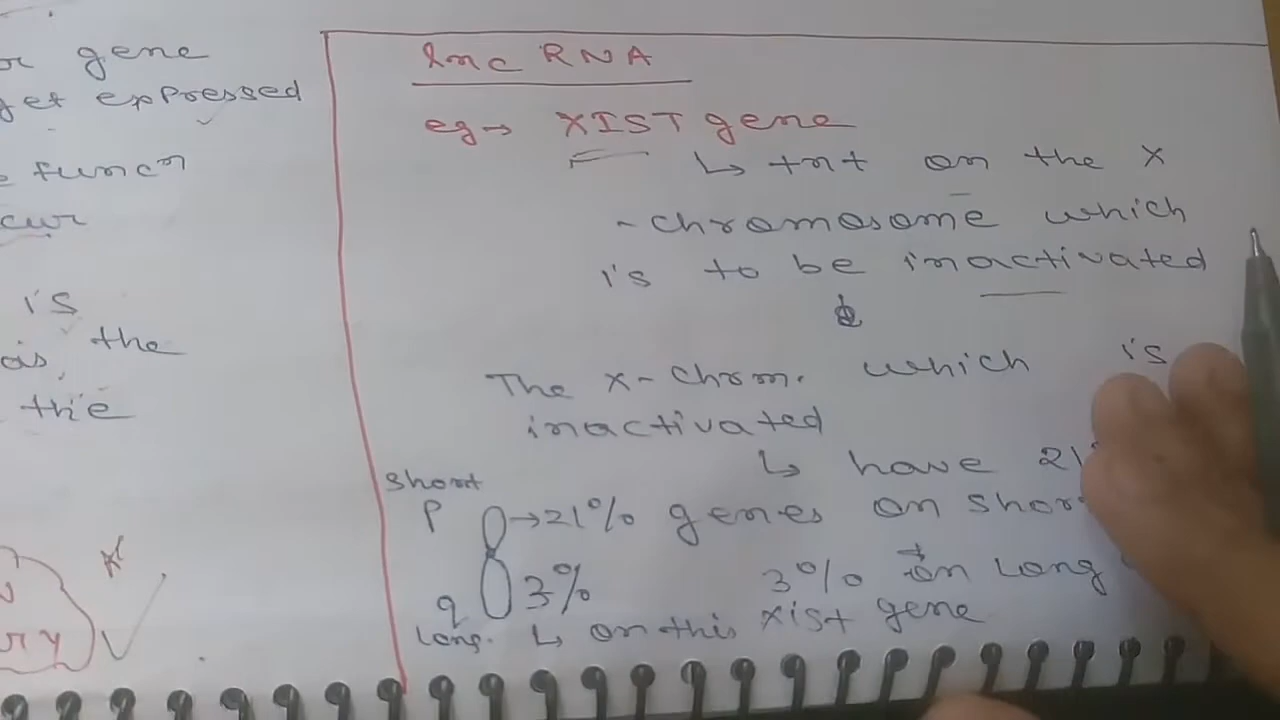 gene
get expressed
funcn
is
the
the
lnc RNA
eg → XIST gene
↳ tnt on the X
-chromosome which
is to be inactivated
The X-chrom. which is
inactivated
↳ have 21
short
p → 21% genes on shor
q 3% 3% on long
long. ↳ on this xist gene